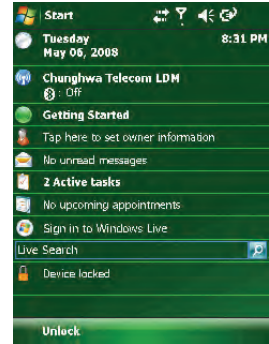 Start
Tuesday 8:31 PM
May 06, 2008
Chunghwa Telecom LDM
: Off
Getting Started
Tap here to set owner information
No unread messages
2 Active tasks
No upcoming appointments
Sign in to Windows Live
Live Search
Device locked
Unlock